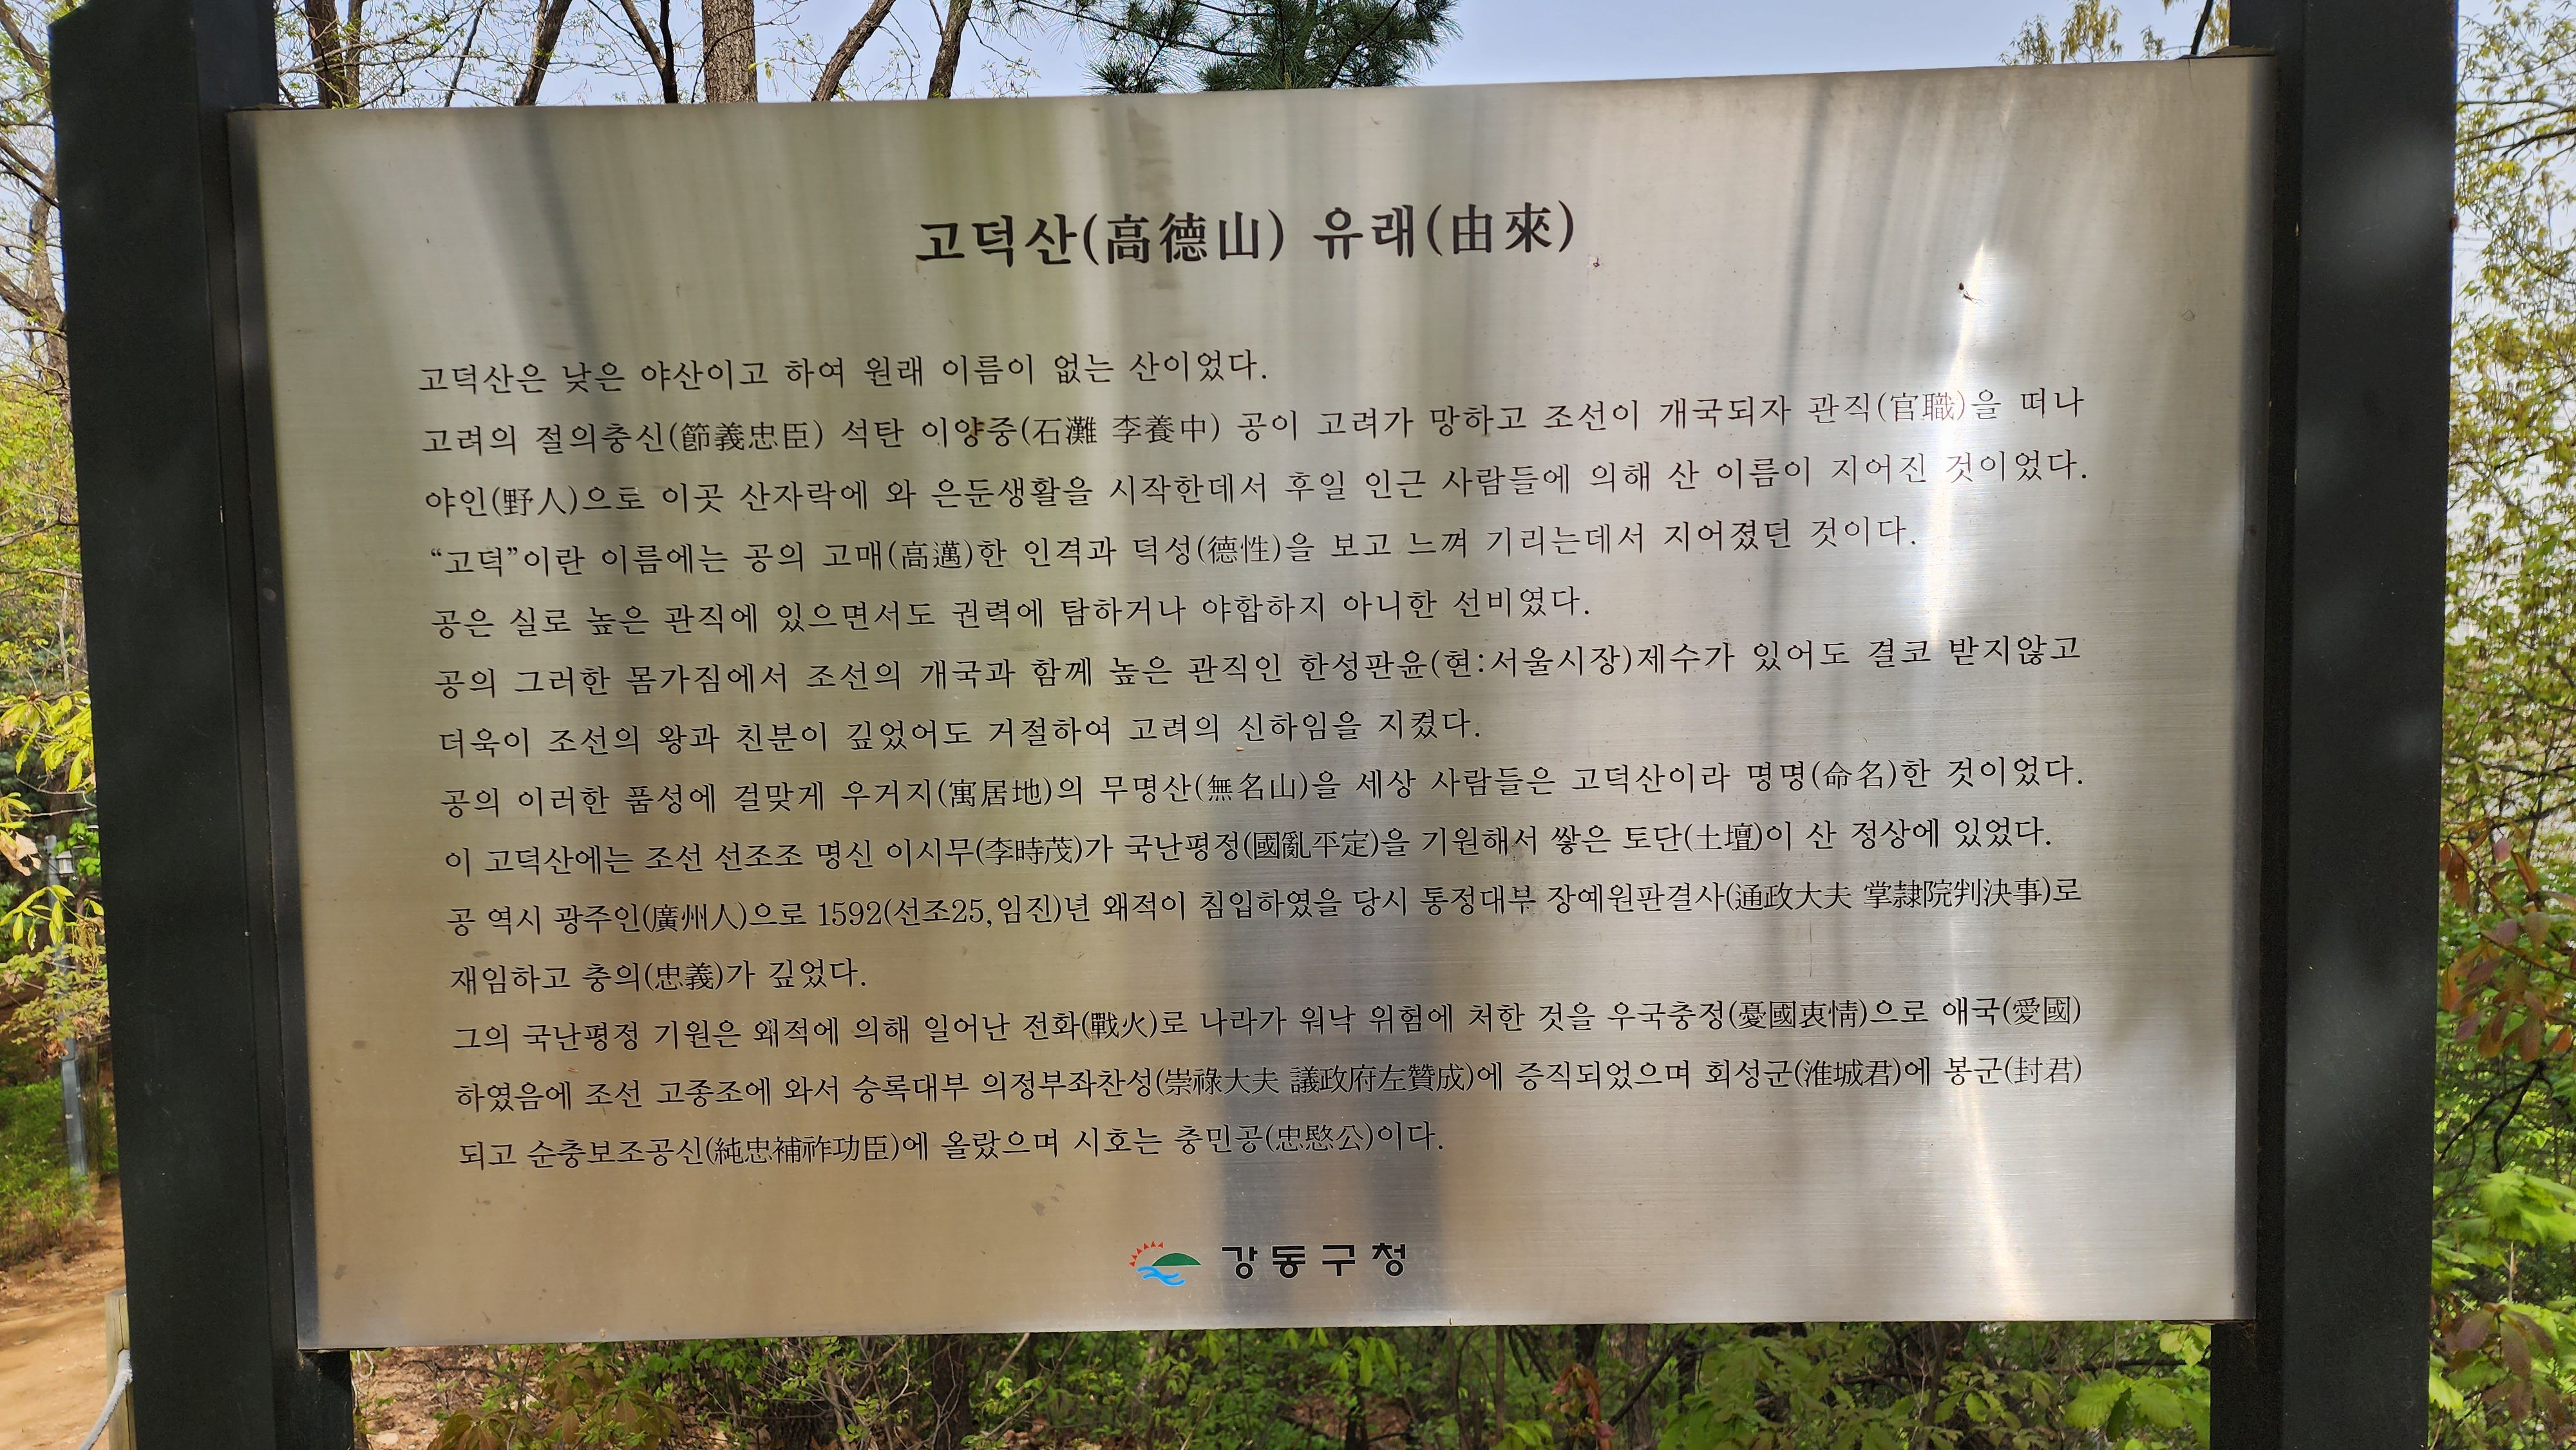 고덕산(高德山) 유래(由來)
고덕산은 낮은 야산이고 하여 원래 이름이 없는 산이었다.
고려의 절의충신(節義忠臣) 석탄 이양중(石灘 李養中) 공이 고려가 망하고 조선이 개국되자 관직(官職)을 떠나
야인(野人)으로 이곳 산자락에 와 은둔생활을 시작한데서 후일 인근 사람들에 의해 산 이름이 지어진 것이었다.
“고덕”이란 이름에는 공의 고매(高邁)한 인격과 덕성(德性)을 보고 느껴 기리는데서 지어졌던 것이다.
공은 실로 높은 관직에 있으면서도 권력에 탐하거나 야합하지 아니한 선비였다.
공의 그러한 몸가짐에서 조선의 개국과 함께 높은 관직인 한성판윤(현:서울시장)제수가 있어도 결코 받지않고
더욱이 조선의 왕과 친분이 깊었어도 거절하여 고려의 신하임을 지켰다.
공의 이러한 품성에 걸맞게 우거지(寓居地)의 무명산(無名山)을 세상 사람들은 고덕산이라 명명(命名)한 것이었다.
이 고덕산에는 조선 선조조 명신 이시무(李時茂)가 국난평정(國亂平定)을 기원해서 쌓은 토단(土壇)이 산 정상에 있었다.
공 역시 광주인(廣州人)으로 1592(선조25,임진)년 왜적이 침입하였을 당시 통정대부 장예원판결사(通政大夫 掌隷院判決事)로
재임하고 충의(忠義)가 깊었다.
그의 국난평정 기원은 왜적에 의해 일어난 전화(戰火)로 나라가 워낙 위험에 처한 것을 우국충정(憂國衷情)으로 애국(愛國)
하였음에 조선 고종조에 와서 숭록대부 의정부좌찬성(崇祿大夫 議政府左贊成)에 증직되었으며 회성군(淮城君)에 봉군(封君)
되고 순충보조공신(純忠補祚功臣)에 올랐으며 시호는 충민공(忠愍公)이다.
강동구청